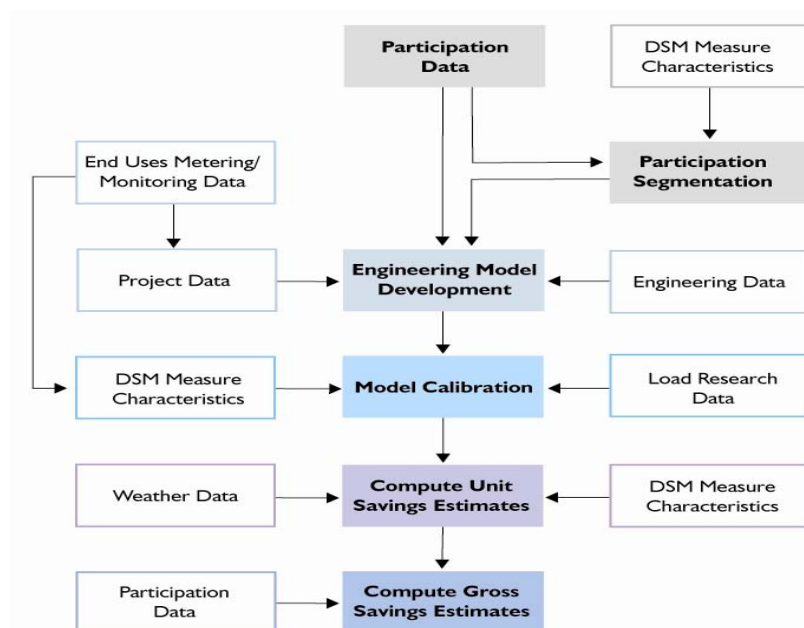 Participation
Data
DSM Measure
Characteristics
End Uses Metering/
Monitoring Data
Participation
Segmentation
Project Data
Engineering Model
Development
Engineering Data
DSM Measure
Characteristics
Model Calibration
Load Research
Data
Weather Data
Compute Unit
Savings Estimates
DSM Measure
Characteristics
Participation
Data
Compute Gross
Savings Estimates